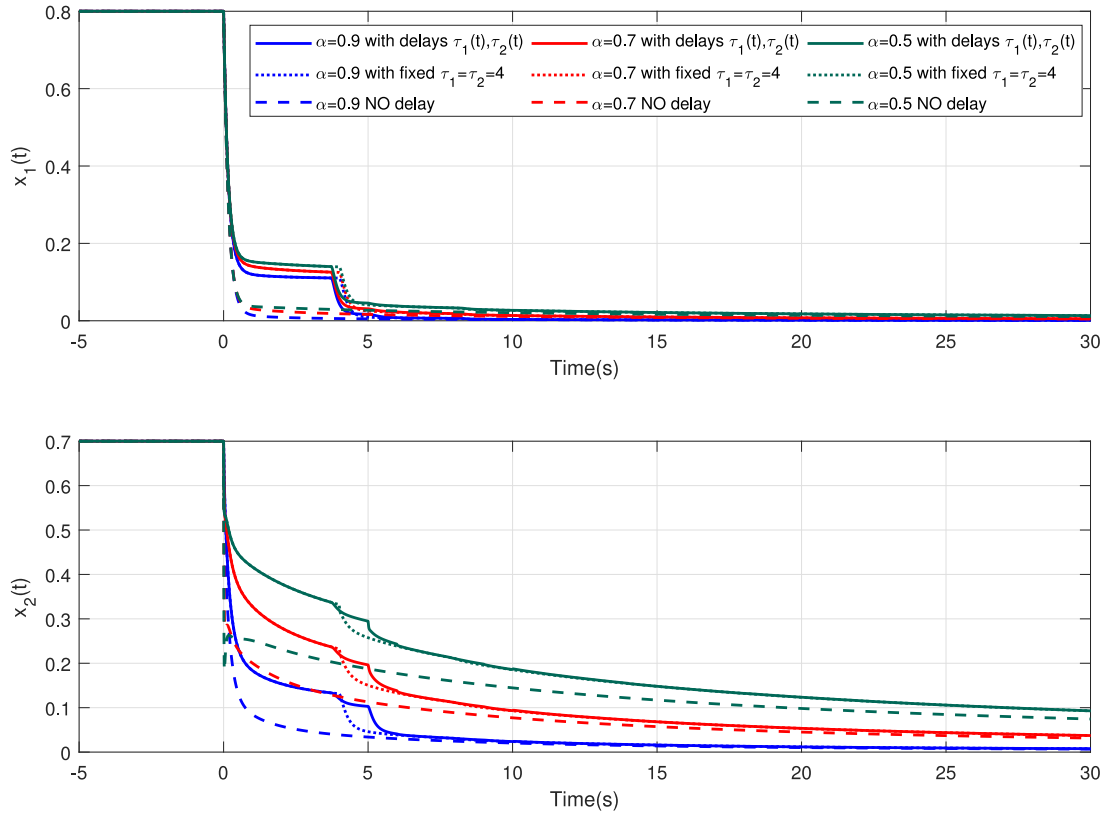 0.8
α=0.9 with delays τ₁(t),τ₂(t) α=0.7 with delays τ₁(t),τ₂(t) α=0.5 with delays τ₁(t),τ₂(t)
α=0.9 with fixed τ₁=τ₂=4 α=0.7 with fixed τ₁=τ₂=4 α=0.5 with fixed τ₁=τ₂=4
α=0.9 NO delay α=0.7 NO delay α=0.5 NO delay
0.6
0.4
x₁(t)
0.2
0
-5 0 5 10 15 20 25 30
Time(s)
0.7
0.6
0.5
0.4
x₂(t)
0.3
0.2
0.1
0
-5 0 5 10 15 20 25 30
Time(s)